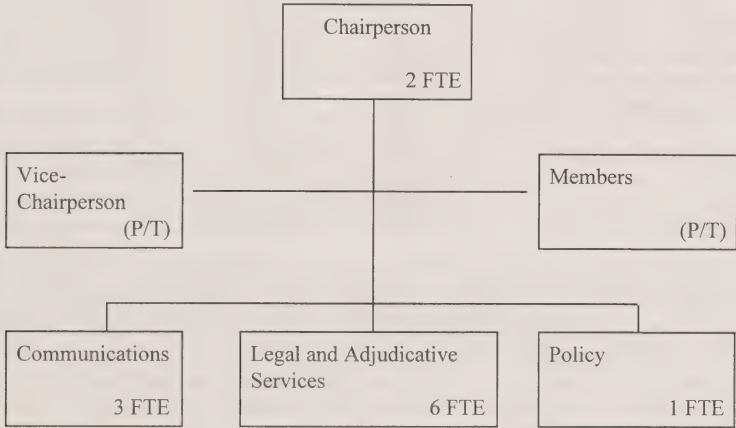 Chairperson
2 FTE
Vice-
Chairperson
(P/T)
Members
(P/T)
Communications
3 FTE
Legal and Adjudicative
Services
6 FTE
Policy
1 FTE